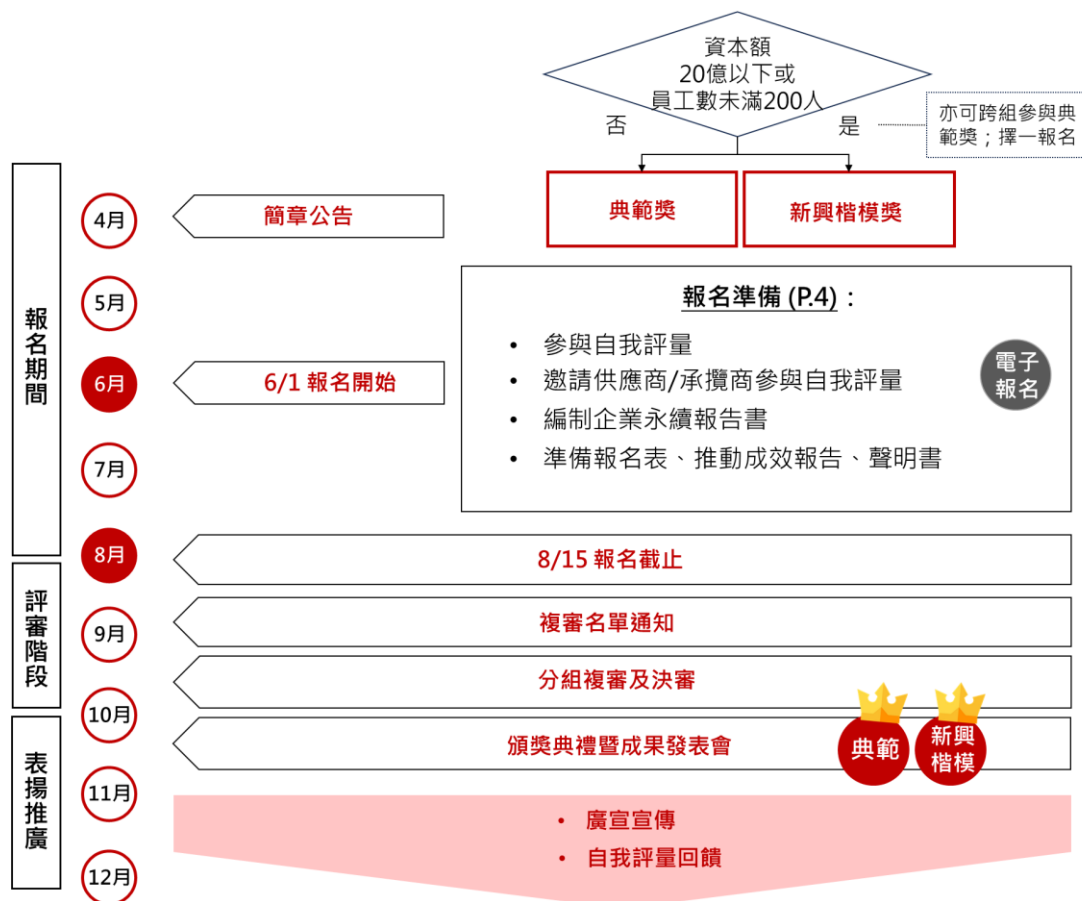 資本額
20億以下或
員工數未滿200人
否
是
亦可跨組參與典
範獎；擇一報名
典範獎
新興楷模獎
報名期間
4月
簡章公告
5月
6月
6/1 報名開始
7月
報名準備 (P.4)：
• 參與自我評量
• 邀請供應商/承攬商參與自我評量
• 編制企業永續報告書
• 準備報名表、推動成效報告、聲明書
電子
報名
8月
8/15 報名截止
評審階段
9月
複審名單通知
分組複審及決審
10月
表揚推廣
頒獎典禮暨成果發表會
典範
新興
楷模
11月
• 廣宣宣傳
• 自我評量回饋
12月